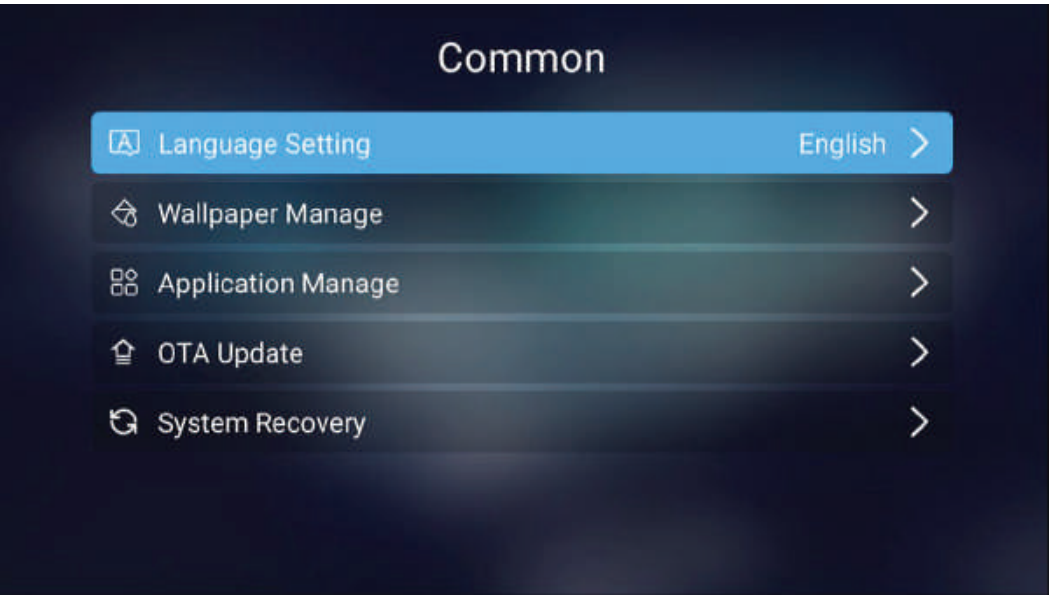 Common
Language Setting English
Wallpaper Manage
Application Manage
OTA Update
System Recovery